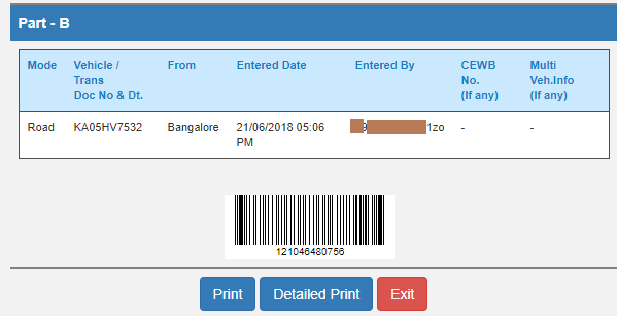 Part - B
Mode Vehicle / From Entered Date Entered By CEWB Multi
Trans No. Veh.Info
Doc No & Dt. (If any) (If any)
Road KA05HV7532 Bangalore 21/06/2018 05:06 9 1zo - -
PM
121046480756
Print Detailed Print Exit